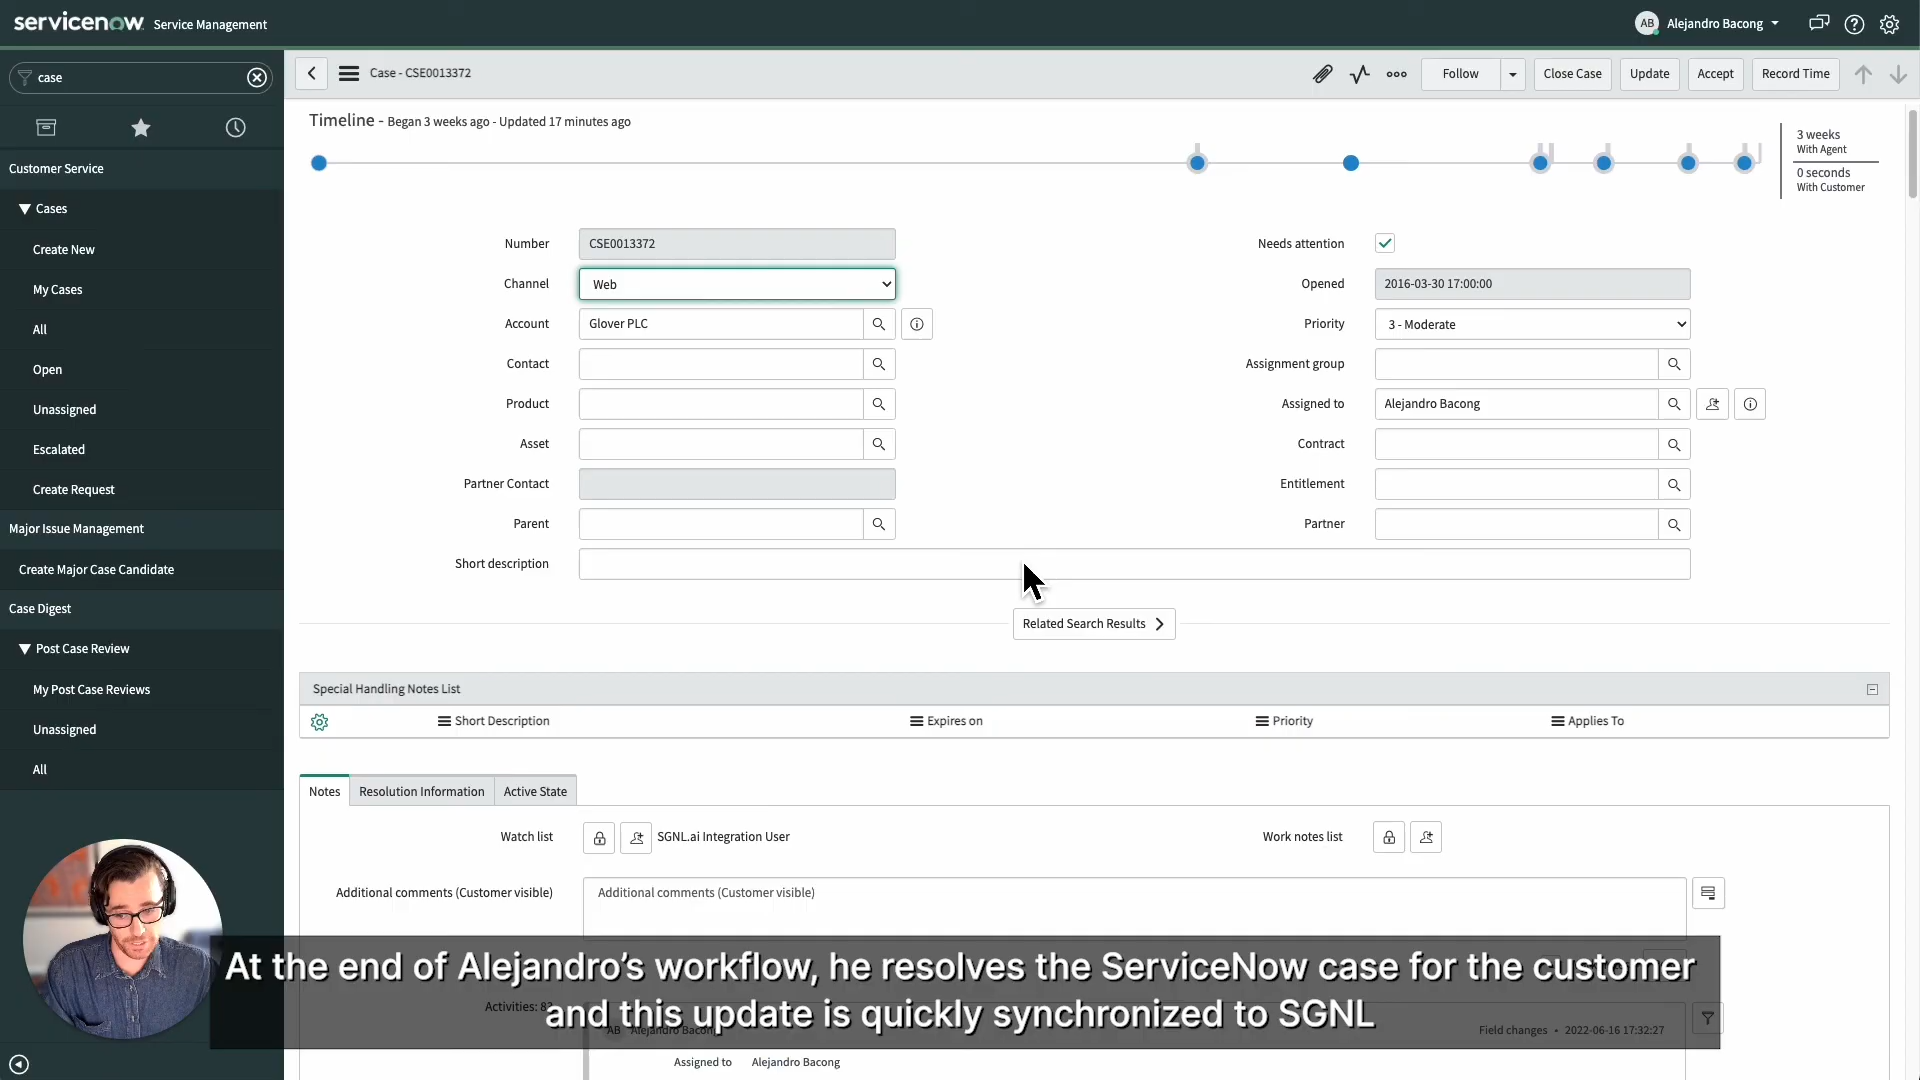 servicenow Service Management
AB Alejandro Bacong
case
Case - CSE0013372
Follow
Close Case
Update
Accept
Record Time
Timeline - Began 3 weeks ago - Updated 17 minutes ago
3 weeks
With Agent
0 seconds
With Customer
Customer Service
Cases
Create New
My Cases
All
Open
Unassigned
Escalated
Create Request
Major Issue Management
Create Major Case Candidate
Case Digest
Post Case Review
My Post Case Reviews
Unassigned
All
Number CSE0013372
Channel Web
Account Glover PLC
Contact
Product
Asset
Partner Contact
Parent
Short description
Needs attention
Opened 2016-03-30 17:00:00
Priority 3 - Moderate
Assignment group
Assigned to Alejandro Bacong
Contract
Entitlement
Partner
Related Search Results
Special Handling Notes List
Short Description Expires on Priority Applies To
Notes Resolution Information Active State
Watch list SGNL.ai Integration User
Work notes list
Additional comments (Customer visible) Additional comments (Customer visible)
At the end of Alejandro's workflow, he resolves the ServiceNow case for the customer
and this update is quickly synchronized to SGNL
Activities:
AB Alejandro Bacong
Field changes • 2022-06-16 17:32:27
Assigned to Alejandro Bacong